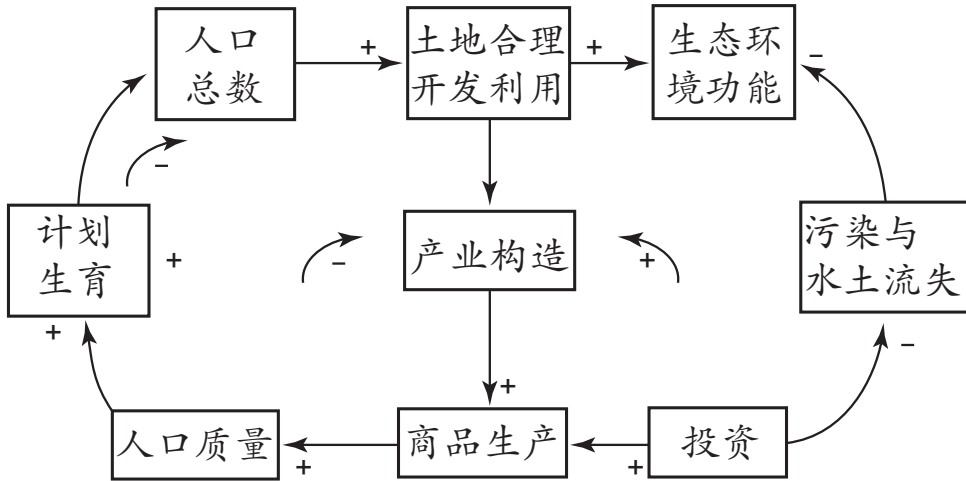 人口
总数
+
土地合理
开发利用
+
生态环
境功能
−
−
计划
生育
+
+
−
产业构造
+
污染与
水土流失
−
+
人口质量
+
商品生产
+
投资